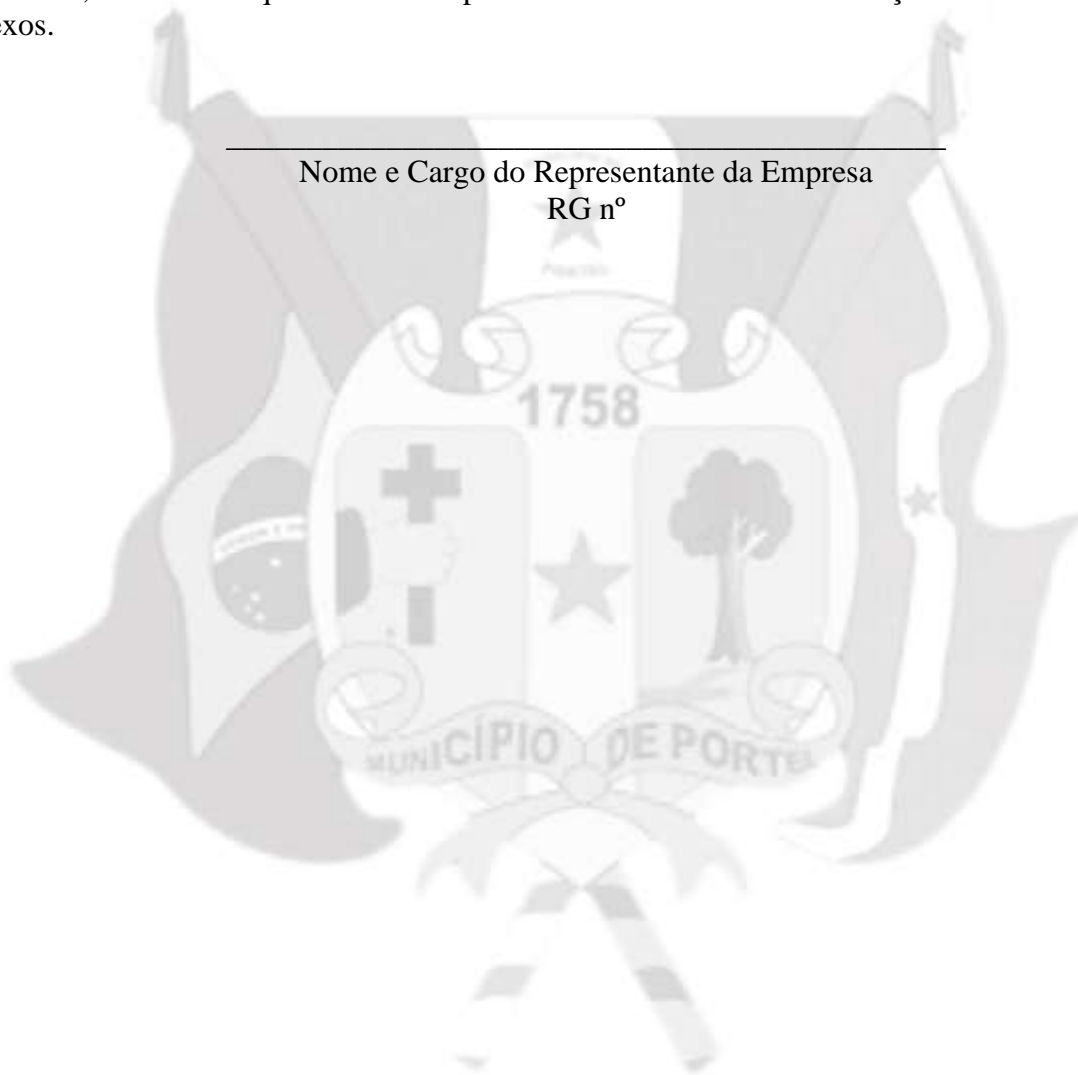 exos.
Nome e Cargo do Representante da Empresa
RG nº
1758
MUNICÍPIO DE PORTEL